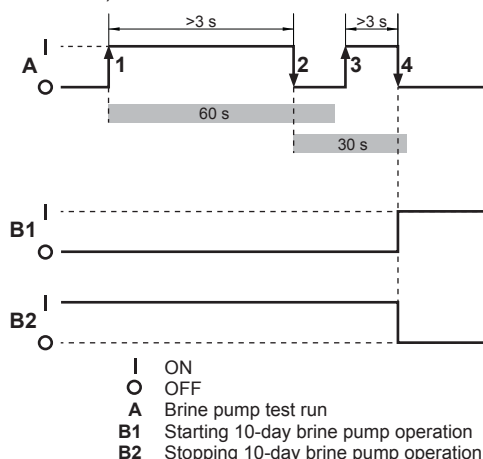 >3 s >3 s
I
A 1 2 3 4
O
60 s
30 s
I
B1
O
I
B2
O
I ON
O OFF
A Brine pump test run
B1 Starting 10-day brine pump operation
B2 Stopping 10-day brine pump operation